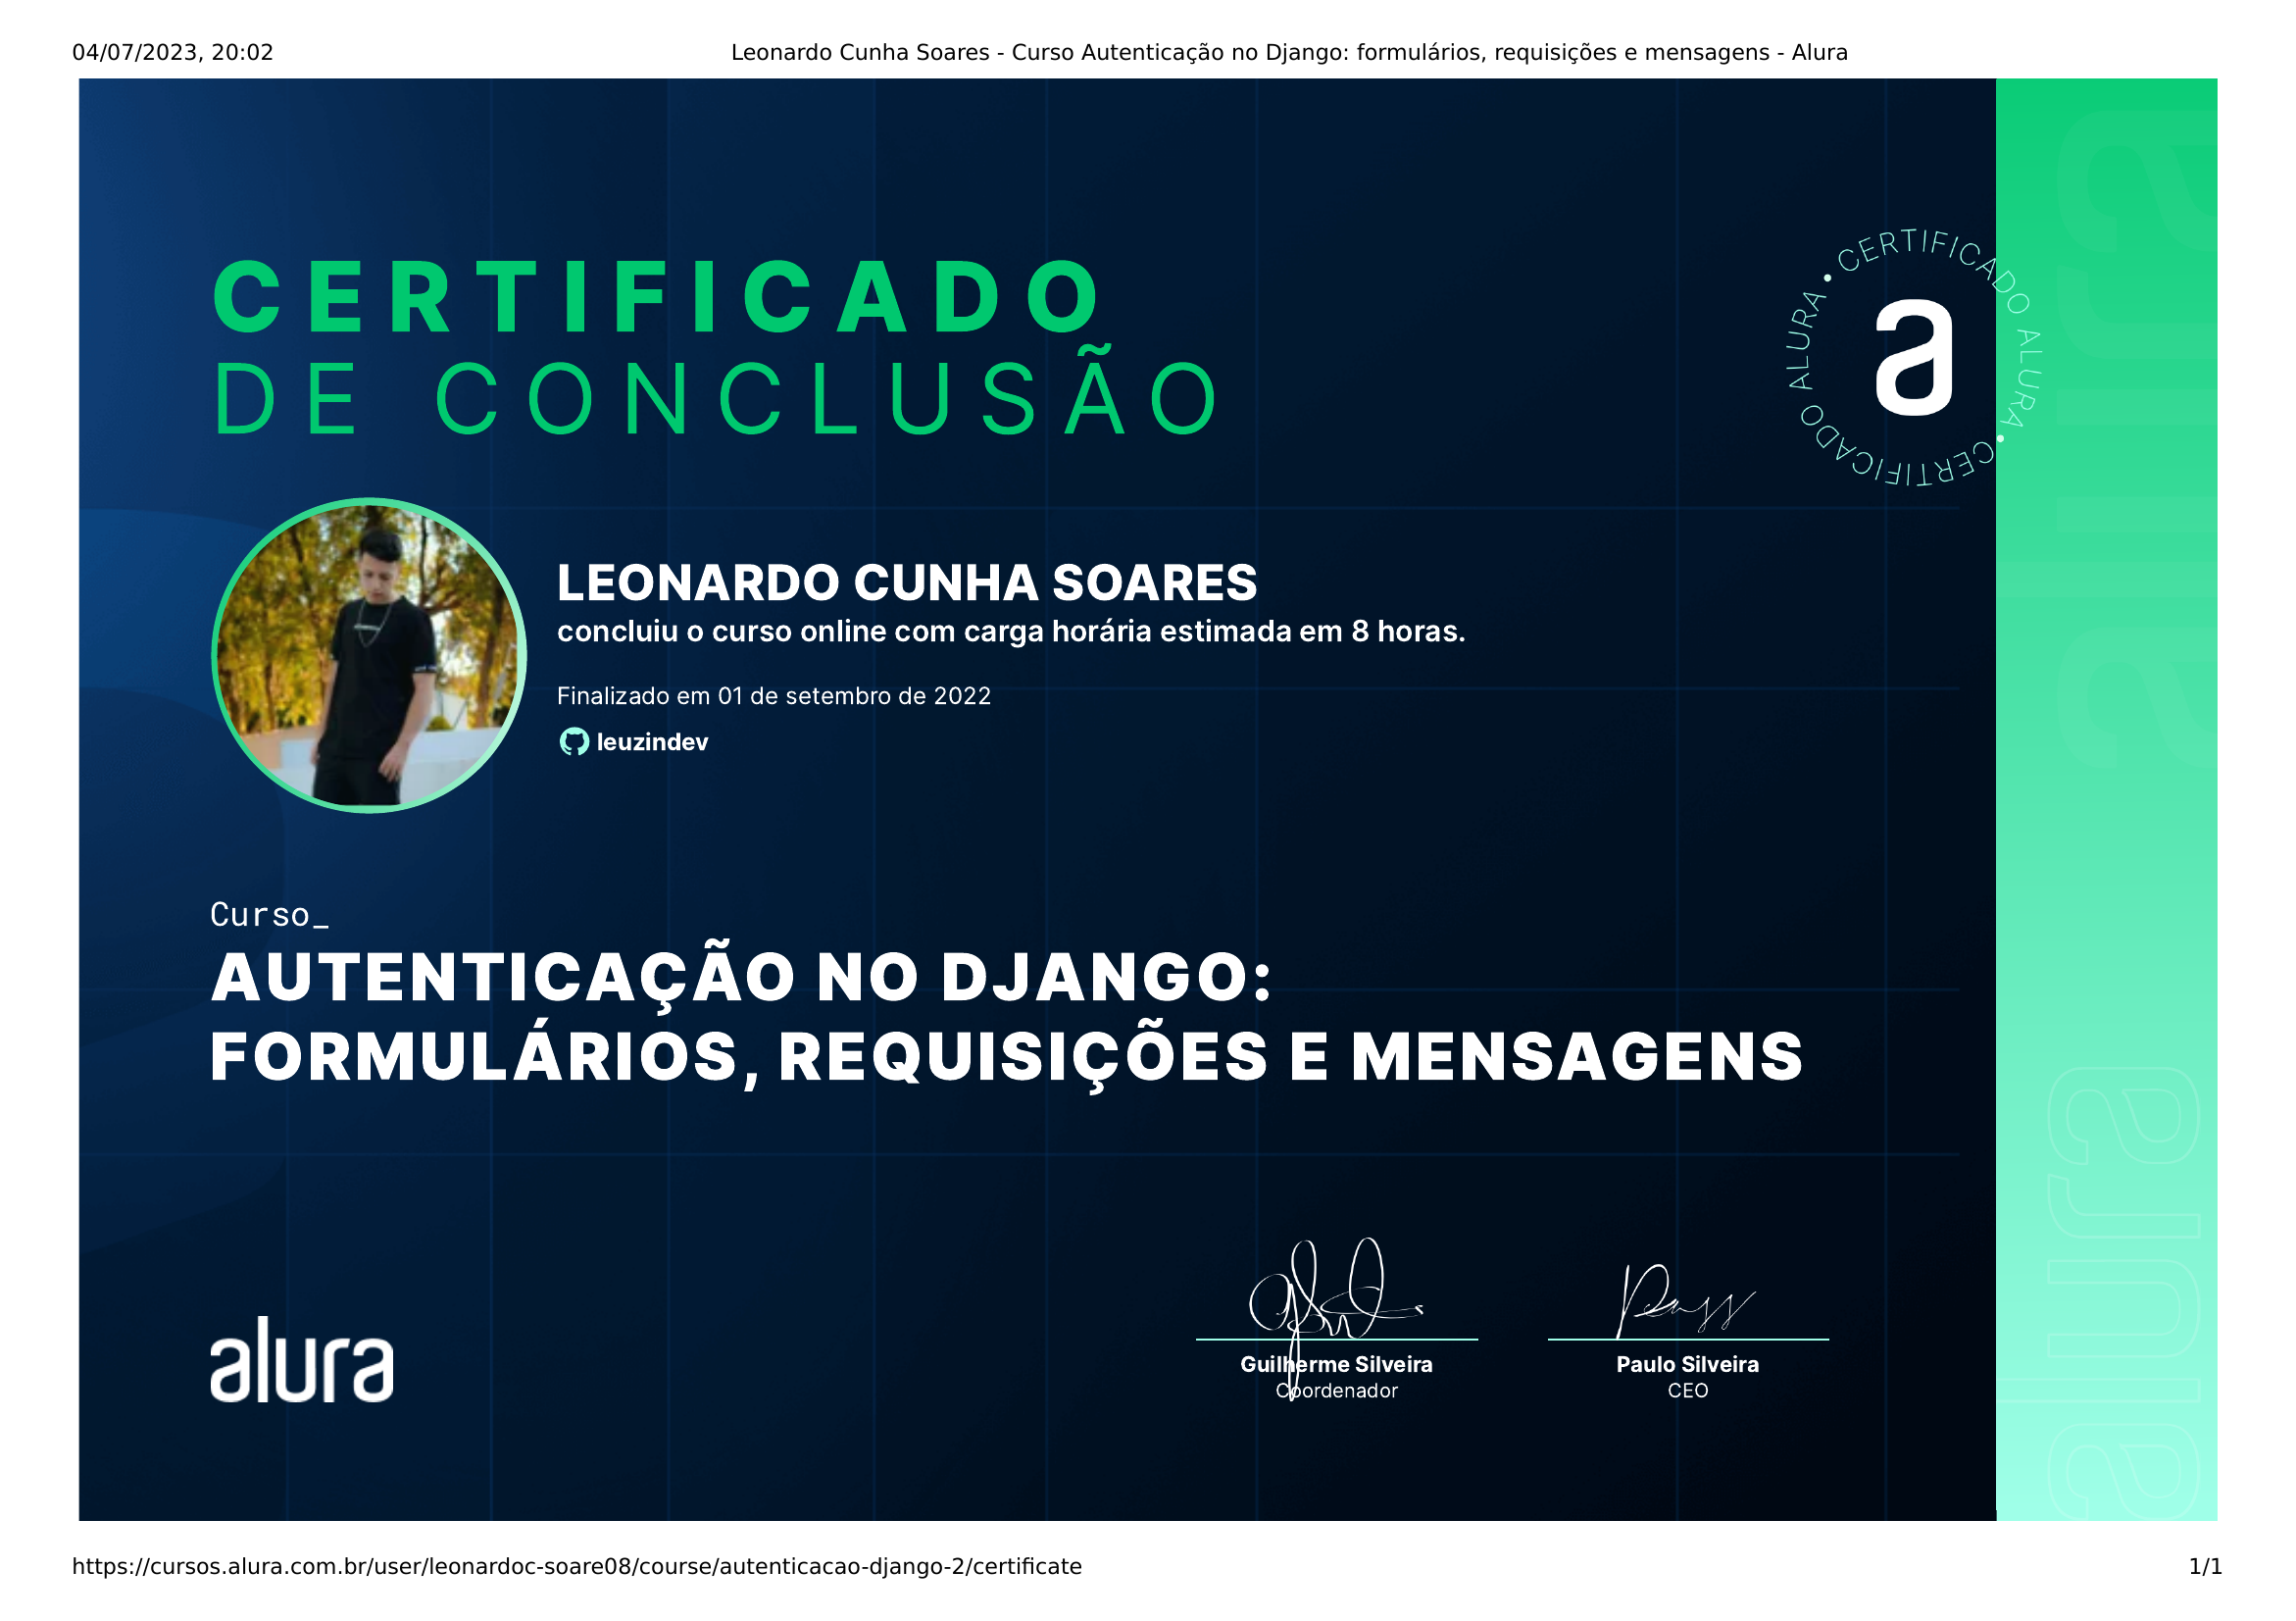 04/07/2023, 20:02
Leonardo Cunha Soares - Curso Autenticação no Django: formulários, requisições e mensagens - Alura
CERTIFICADO
DE CONCLUSÃO
CERTIFICADO ALURA • CERTIFICADO ALURA •
a
LEONARDO CUNHA SOARES
concluiu o curso online com carga horária estimada em 8 horas.
Finalizado em 01 de setembro de 2022
leuzindev
Curso_
AUTENTICAÇÃO NO DJANGO:
FORMULÁRIOS, REQUISIÇÕES E MENSAGENS
alura
Guilherme Silveira
Coordenador
Paulo Silveira
CEO
alura
alura
https://cursos.alura.com.br/user/leonardoc-soare08/course/autenticacao-django-2/certificate
1/1